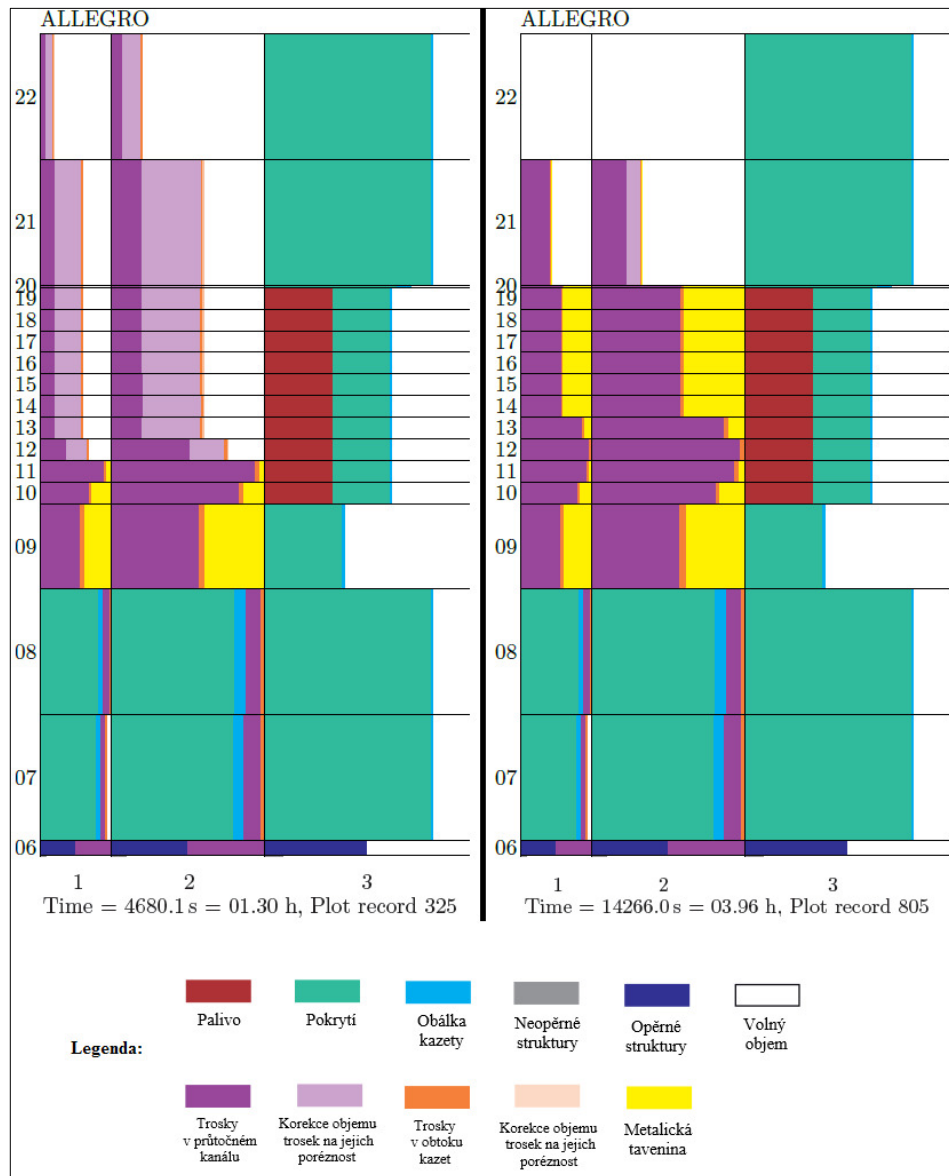 ALLEGRO
22
21
20
19
18
17
16
15
14
13
12
11
10
09
08
07
06
1 2 3
Time = 4680.1 s = 01.30 h, Plot record 325
ALLEGRO
22
21
20
19
18
17
16
15
14
13
12
11
10
09
08
07
06
1 2 3
Time = 14266.0 s = 03.96 h, Plot record 805
Legenda:
Palivo
Pokrytí
Obálka
kazety
Neopěrné
struktury
Opěrné
struktury
Volný
objem
Trosky
v průtočném
kanálu
Korekce objemu
trosek na jejich
poréznost
Trosky
v obtoku
kazet
Korekce objemu
trosek na jejich
poréznost
Metalická
tavenina